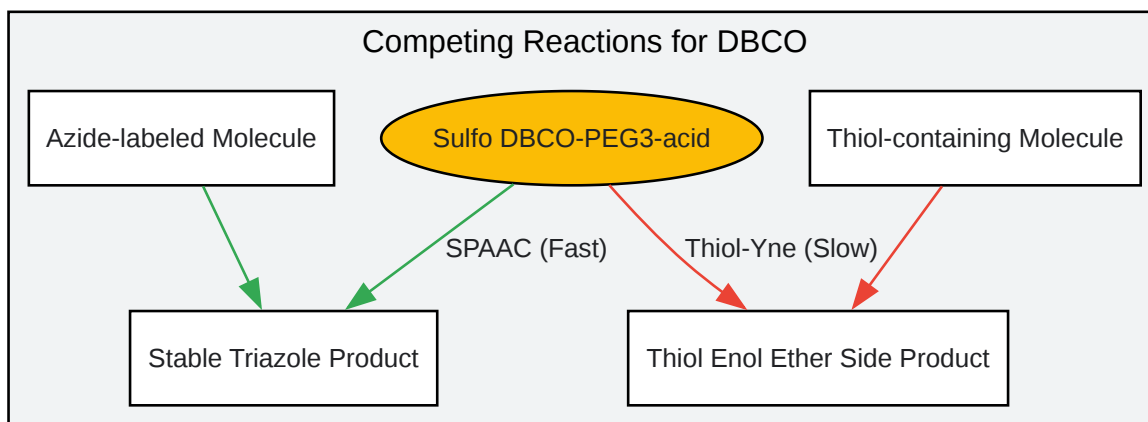 Competing Reactions for DBCO
Azide-labeled Molecule
Sulfo DBCO-PEG3-acid
Thiol-containing Molecule
SPAAC (Fast)
Thiol-Yne (Slow)
Stable Triazole Product
Thiol Enol Ether Side Product